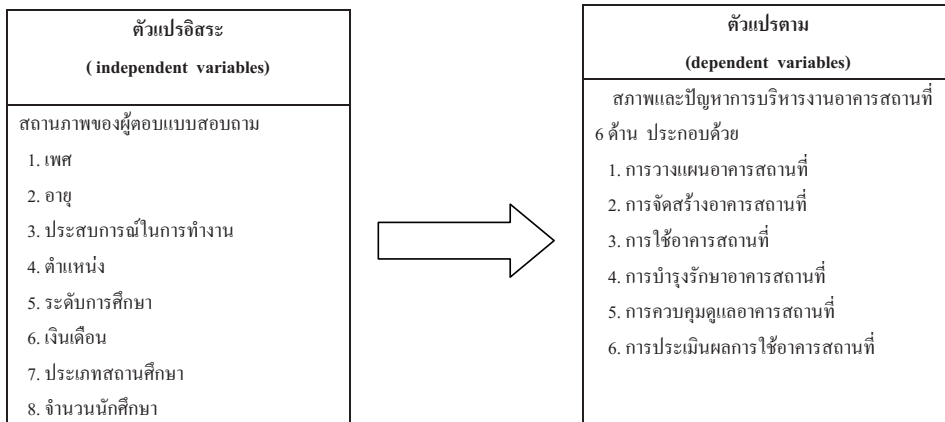 ตัวแปรอิสระ
( independent variables)
สถานภาพของผู้ตอบแบบสอบถาม
1. เพศ
2. อายุ
3. ประสบการณ์ในการทำงาน
4. ตำแหน่ง
5. ระดับการศึกษา
6. เงินเดือน
7. ประเภทสถานศึกษา
8. จำนวนนักศึกษา
ตัวแปรตาม
(dependent variables)
สภาพและปัญหาการบริหารงานอาคารสถานที่
6 ด้าน ประกอบด้วย
1. การวางแผนอาคารสถานที่
2. การจัดสร้างอาคารสถานที่
3. การใช้อาคารสถานที่
4. การบำรุงรักษาอาคารสถานที่
5. การควบคุมดูแลอาคารสถานที่
6. การประเมินผลการใช้อาคารสถานที่